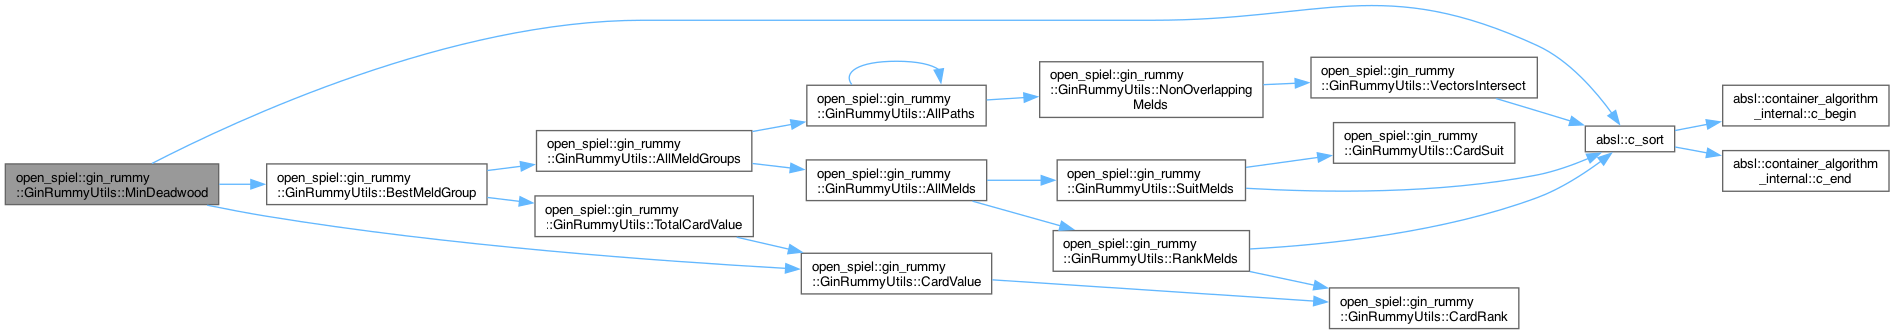 open_spiel::gin_rummy
::GinRummyUtils::MinDeadwood
open_spiel::gin_rummy
::GinRummyUtils::BestMeldGroup
open_spiel::gin_rummy
::GinRummyUtils::AllMeldGroups
open_spiel::gin_rummy
::GinRummyUtils::TotalCardValue
open_spiel::gin_rummy
::GinRummyUtils::AllPaths
open_spiel::gin_rummy
::GinRummyUtils::AllMelds
open_spiel::gin_rummy
::GinRummyUtils::CardValue
open_spiel::gin_rummy
::GinRummyUtils::NonOverlapping
Melds
open_spiel::gin_rummy
::GinRummyUtils::SuitMelds
open_spiel::gin_rummy
::GinRummyUtils::RankMelds
open_spiel::gin_rummy
::GinRummyUtils::VectorsIntersect
open_spiel::gin_rummy
::GinRummyUtils::CardSuit
open_spiel::gin_rummy
::GinRummyUtils::CardRank
absl::c_sort
absl::container_algorithm
_internal::c_begin
absl::container_algorithm
_internal::c_end